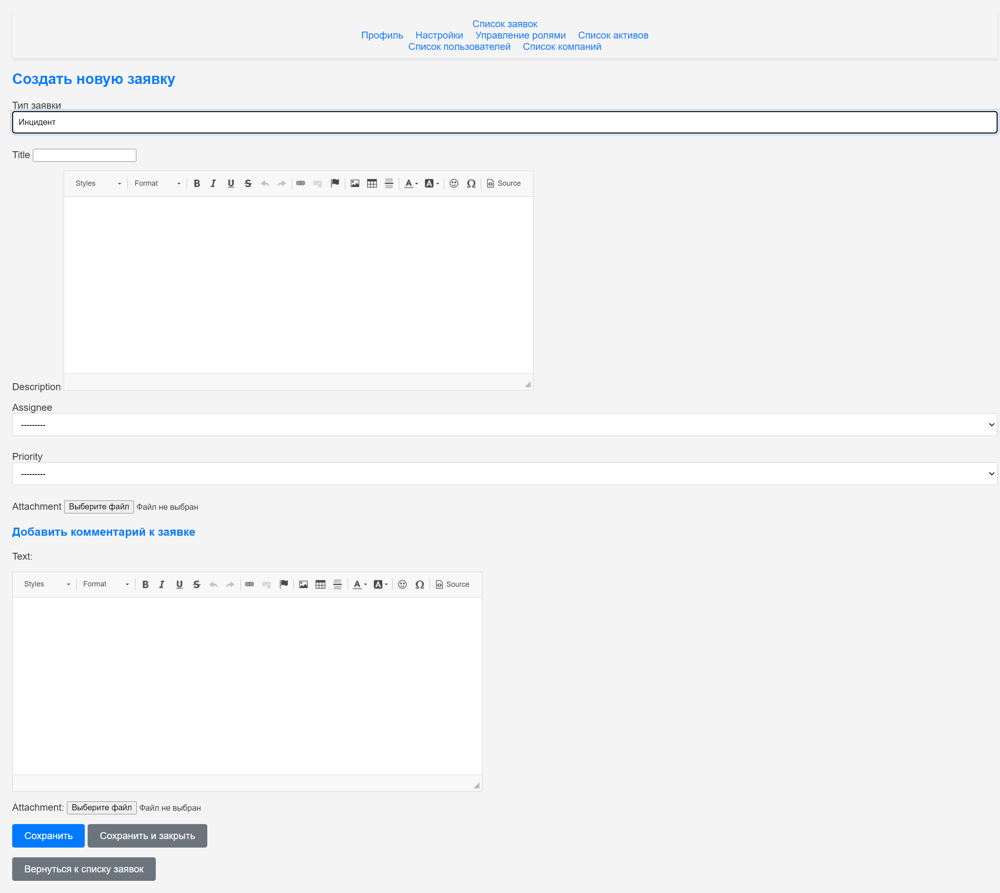 Список заявок
Профиль Настройки Управление ролями Список активов
Список пользователей Список компаний
Создать новую заявку
Тип заявки
Инцидент
Title
Styles Format B I U S A A Ω Source
Description
Assignee
---------
Priority
---------
Attachment Выберите файл Файл не выбран
Добавить комментарий к заявке
Text:
Styles Format B I U S A A Ω Source
Attachment: Выберите файл Файл не выбран
Сохранить Сохранить и закрыть
Вернуться к списку заявок